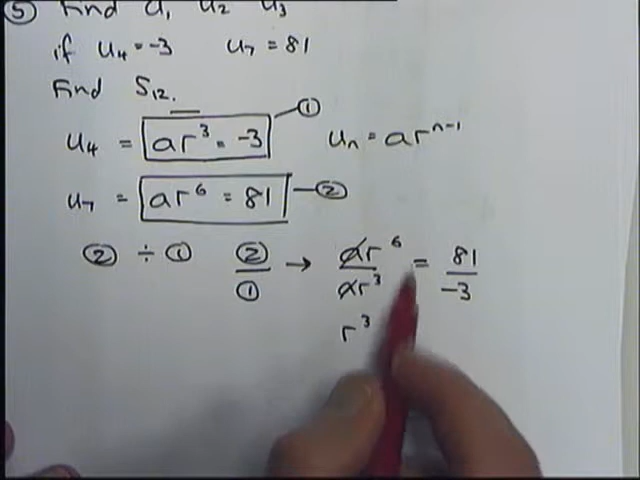 ⑤ Find U₁ U₂ U₃
if U₄ = -3 U₇ = 81
Find S₁₂.
U₄ = ar³ = -3 ① Uₙ = arⁿ⁻¹
U₇ = ar⁶ = 81 ②
② ÷ ① ②/① → ar⁶/ar³ = 81/-3
r³